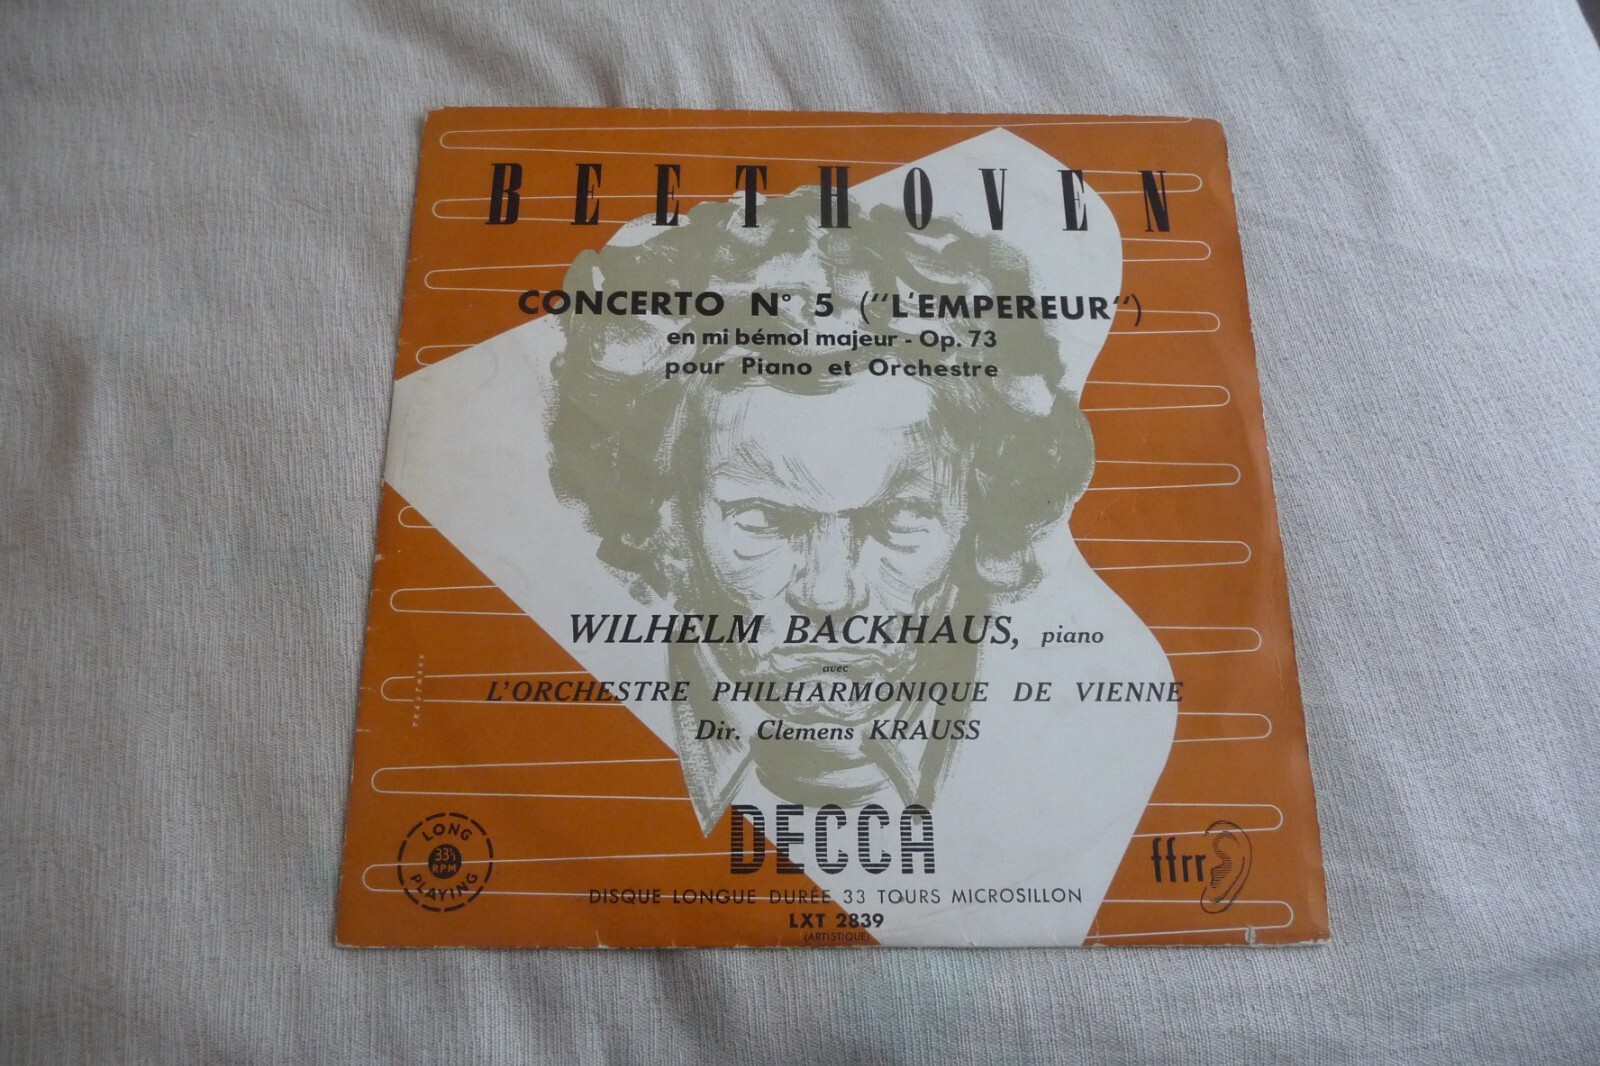 BEETHOVEN
CONCERTO N° 5 ("L'EMPEREUR")
en mi bémol majeur - Op. 73
pour Piano et Orchestre
WILHELM BACKHAUS, piano
avec
L'ORCHESTRE PHILHARMONIQUE DE VIENNE
Dir. Clemens KRAUSS
LONG
33⅓
RPM
PLAYING
DECCA
ffrr
DISQUE LONGUE DURÉE 33 TOURS MICROSILLON
LXT 2839
(ARTISTIQUE)